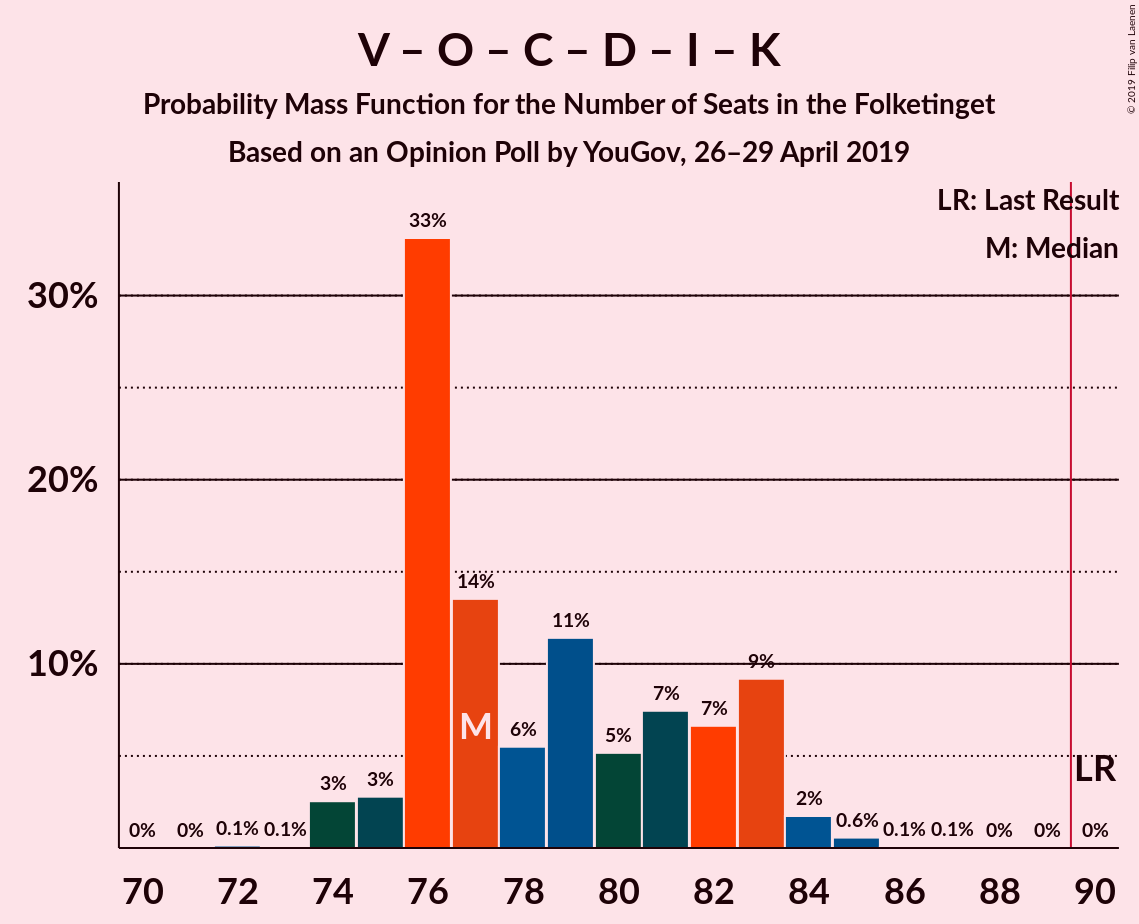 V – O – C – D – I – K
Probability Mass Function for the Number of Seats in the Folketinget
Based on an Opinion Poll by YouGov, 26–29 April 2019
© 2019 Filip van Laenen
LR: Last Result
M: Median
30%
20%
10%
0%
0%
0.1%
0.1%
3%
3%
33%
14%
6%
11%
5%
7%
7%
9%
2%
0.6%
0.1%
0.1%
0%
0%
0%
M
LR
70 72 74 76 78 80 82 84 86 88 90